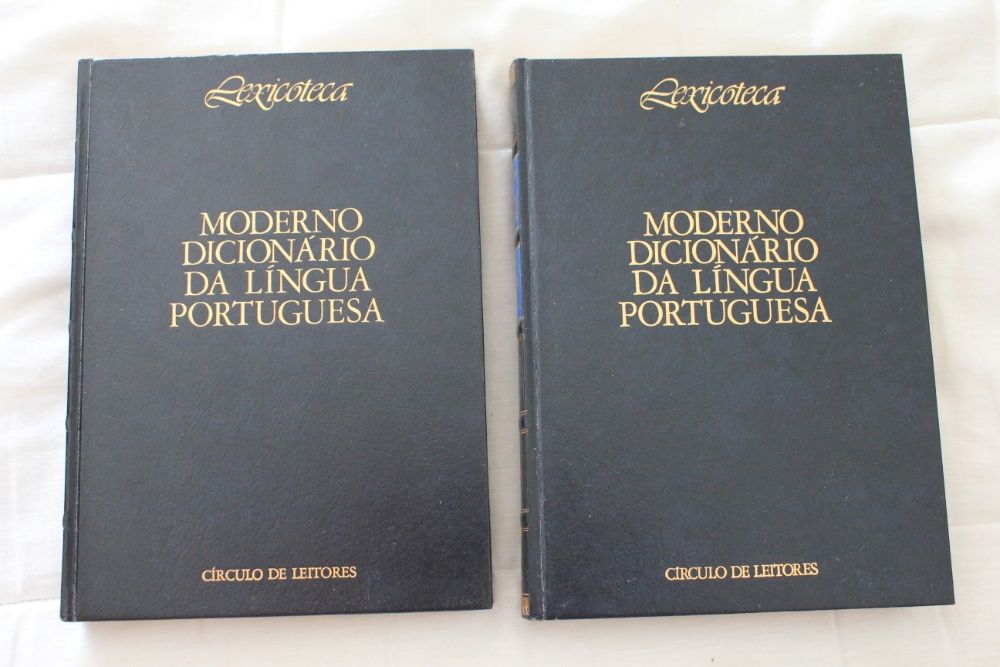 Lexicoteca
MODERNO
DICIONÁRIO
DA LÍNGUA
PORTUGUESA
CÍRCULO DE LEITORES
Lexicoteca
MODERNO
DICIONÁRIO
DA LÍNGUA
PORTUGUESA
CÍRCULO DE LEITORES